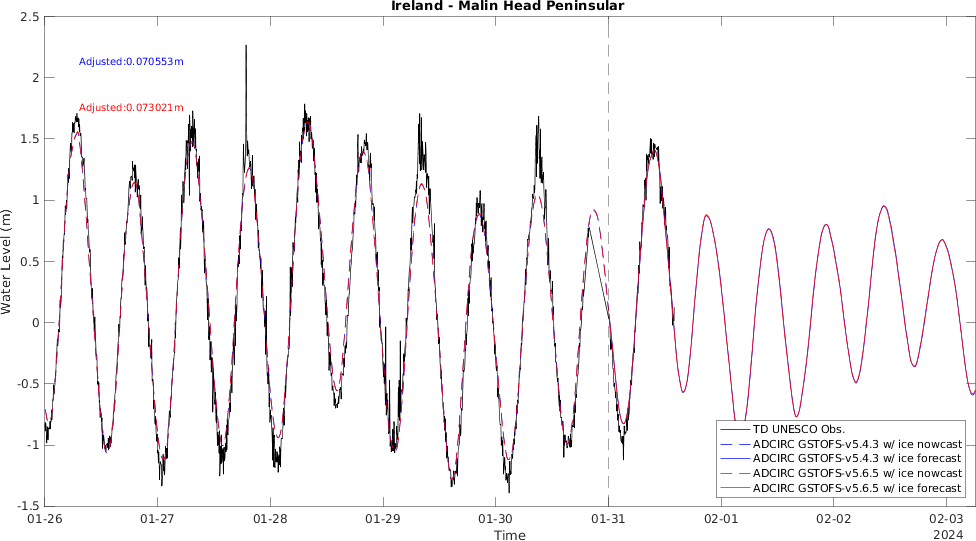 Ireland - Malin Head Peninsular
2.5
Adjusted:0.070553m
2
Adjusted:0.073021m
1.5
1
0.5
0
-0.5
-1
-1.5
Water Level (m)
TD UNESCO Obs.
ADCIRC GSTOFS-v5.4.3 w/ ice nowcast
ADCIRC GSTOFS-v5.4.3 w/ ice forecast
ADCIRC GSTOFS-v5.6.5 w/ ice nowcast
ADCIRC GSTOFS-v5.6.5 w/ ice forecast
01-26 01-27 01-28 01-29 01-30 01-31 02-01 02-02 02-03
Time
2024